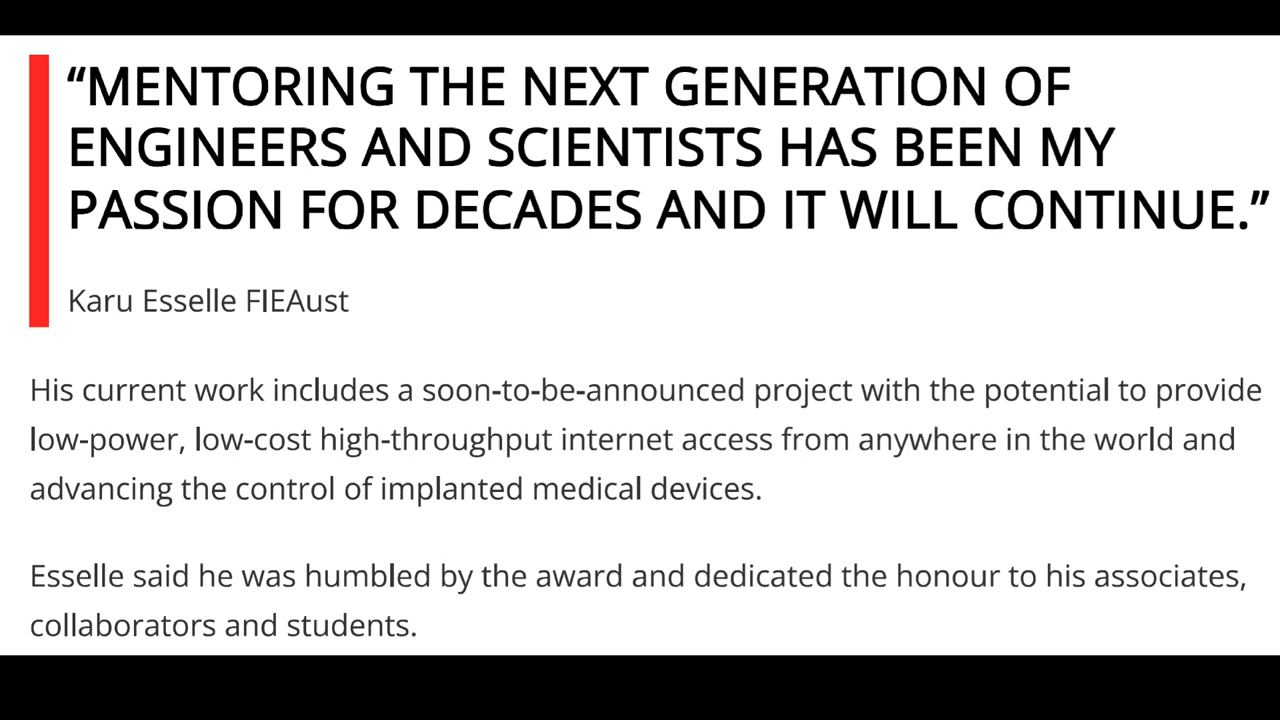 “MENTORING THE NEXT GENERATION OF
ENGINEERS AND SCIENTISTS HAS BEEN MY
PASSION FOR DECADES AND IT WILL CONTINUE.”
Karu Esselle FIEAust
His current work includes a soon-to-be-announced project with the potential to provide
low-power, low-cost high-throughput internet access from anywhere in the world and
advancing the control of implanted medical devices.
Esselle said he was humbled by the award and dedicated the honour to his associates,
collaborators and students.